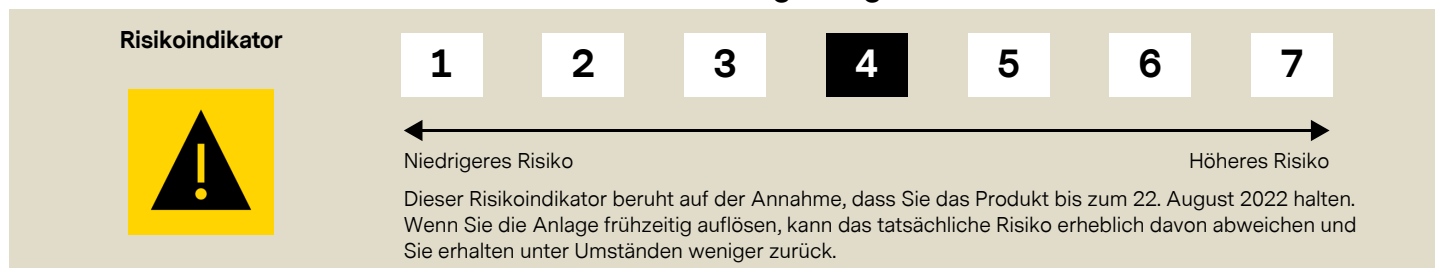 Risikoindikator
1 2 3 4 5 6 7
Niedrigeres Risiko Höheres Risiko
Dieser Risikoindikator beruht auf der Annahme, dass Sie das Produkt bis zum 22. August 2022 halten.
Wenn Sie die Anlage frühzeitig auflösen, kann das tatsächliche Risiko erheblich davon abweichen und
Sie erhalten unter Umständen weniger zurück.